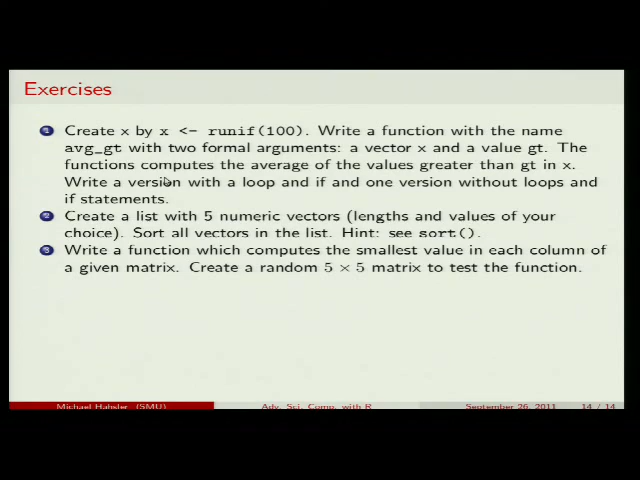 Exercises
1 Create x by x <- runif(100). Write a function with the name
avg_gt with two formal arguments: a vector x and a value gt. The
functions computes the average of the values greater than gt in x.
Write a version with a loop and if and one version without loops and
if statements.
2 Create a list with 5 numeric vectors (lengths and values of your
choice). Sort all vectors in the list. Hint: see sort().
3 Write a function which computes the smallest value in each column of
a given matrix. Create a random 5 × 5 matrix to test the function.
Michael Hahsler (SMU) Adv. Sci. Comp. with R September 26, 2011 14 / 14